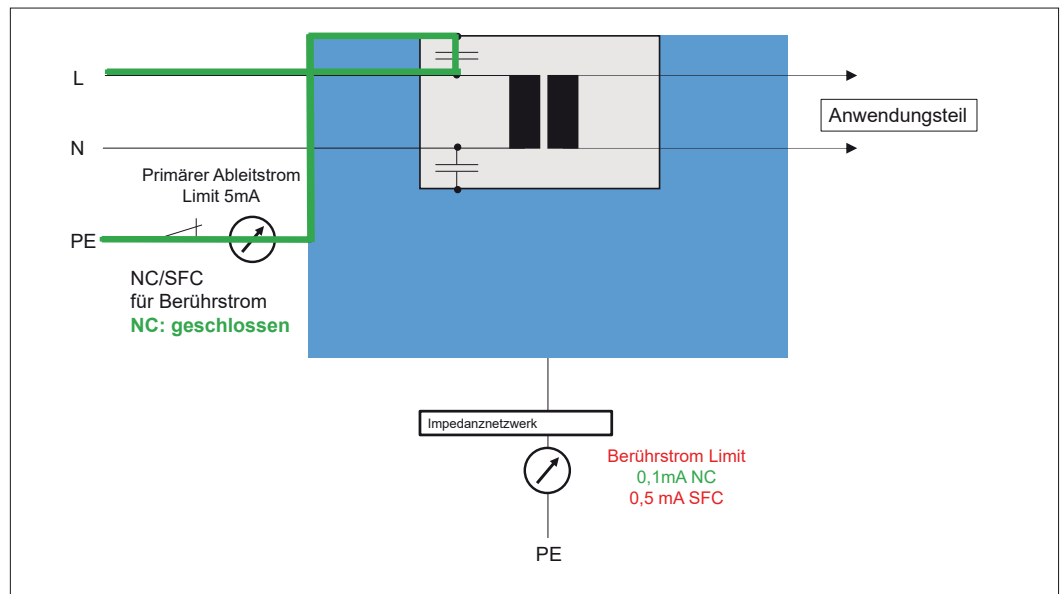 L
Anwendungsteil
N
Primärer Ableitstrom
Limit 5mA
PE
NC/SFC
für Berührstrom
NC: geschlossen
Impedanznetzwerk
Berührstrom Limit
0,1mA NC
0,5 mA SFC
PE